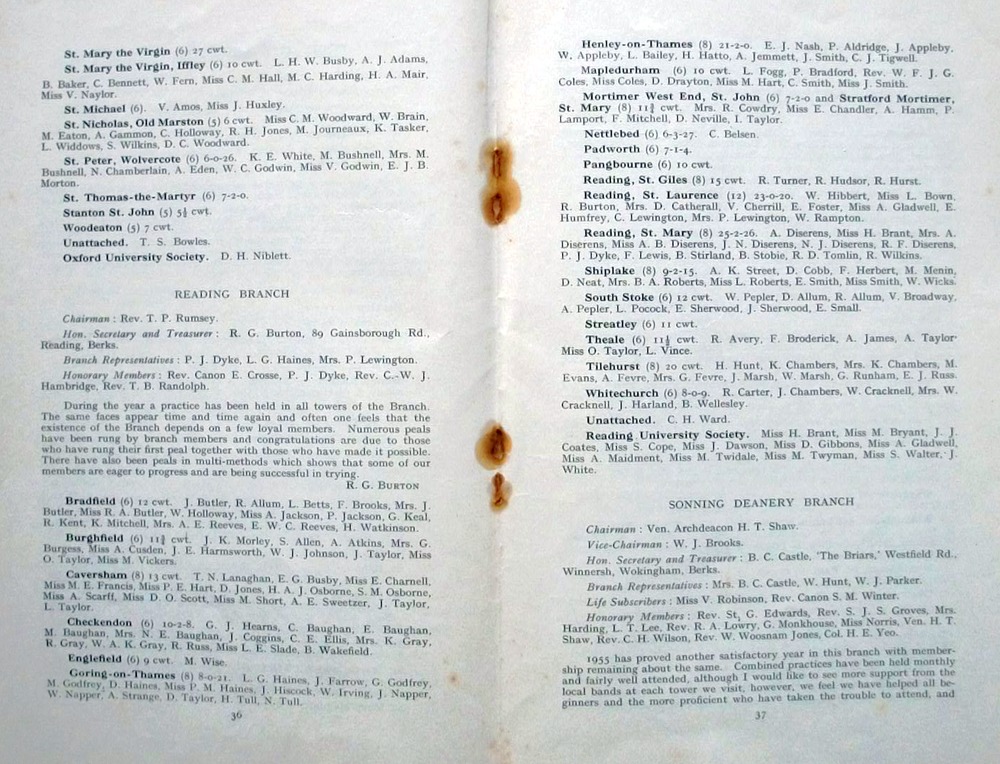 St. Mary the Virgin (6) 27 cwt.
St. Mary the Virgin, Iffley (6) 10 cwt. L. H. W. Busby, A. J. Adams,
B. Baker, C. Bennett, W. Fern, Miss C. M. Hall, M. C. Harding, H. A. Mair,
Miss V. Naylor.
St. Michael (6). V. Amos, Miss J. Huxley.
St. Nicholas, Old Marston (5) 6 cwt. Miss C. M. Woodward, W. Brain,
M. Eaton, A. Gammon, C. Holloway, R. H. Jones, M. Journeaux, K. Tasker,
L. Widdows, S. Wilkins, D. C. Woodward.
St. Peter, Wolvercote (6) 6-0-26. K. E. White, M. Bushnell, Mrs. M.
Bushnell, N. Chamberlain, A. Eden, W. C. Godwin, Miss V. Godwin, E. J. B.
Morton.
St. Thomas-the-Martyr (6) 7-2-0.
Stanton St. John (5) 5½ cwt.
Woodeaton (5) 7 cwt.
Unattached. T. S. Bowles.
Oxford University Society. D. H. Niblett.
READING BRANCH
Chairman : Rev. T. P. Rumsey.
Hon. Secretary and Treasurer : R. G. Burton, 89 Gainsborough Rd.,
Reading, Berks.
Branch Representatives : P. J. Dyke, L. G. Haines, Mrs. P. Lewington.
Honorary Members : Rev. Canon E. Crosse, P. J. Dyke, Rev. C.-W. J.
Hambridge, Rev. T. B. Randolph.
During the year a practice has been held in all towers of the Branch.
The same faces appear time and time again and often one feels that the
existence of the Branch depends on a few loyal members. Numerous peals
have been rung by branch members and congratulations are due to those
who have rung their first peal together with those who have made it possible.
There have also been peals in multi-methods which shows that some of our
members are eager to progress and are being successful in trying.
R. G. BURTON
Bradfield (6) 12 cwt. J. Butler, R. Allum, L. Betts, F. Brooks, Mrs. J.
Butler, Miss R. A. Butler, W. Holloway, Miss A. Jackson, P. Jackson, G. Keal,
R. Kent, K. Mitchell, Mrs. A. E. Reeves, E. W. C. Reeves, H. Watkinson.
Burghfield (6) 11¾ cwt. J. K. Morley, S. Allen, A. Atkins, Mrs. G.
Burgess, Miss A. Cusden, J. E. Harmsworth, W. J. Johnson, J. Taylor, Miss
O. Taylor, Miss M. Vickers.
Caversham (8) 13 cwt. T. N. Lanaghan, E. G. Busby, Miss E. Charnell,
Miss M. E. Francis, Miss P. E. Hart, D. Jones, H. A. J. Osborne, S. M. Osborne,
Miss A. Scarff, Miss D. O. Scott, Miss M. Short, A. E. Sweetzer, J. Taylor,
L. Taylor.
Checkendon (6) 10-2-8. G. J. Hearns, C. Baughan, E. Baughan,
M. Baughan, Mrs. N. E. Baughan, J. Coggins, C. E. Ellis, Mrs. K. Gray,
R. Gray, W. A. K. Gray, R. Russ, Miss L. E. Slade, B. Wakefield.
Englefield (6) 9 cwt. M. Wise.
Goring-on-Thames (8) 8-0-21. L. G. Haines, J. Farrow, G. Godfrey,
M. Godfrey, D. Haines, Miss P. M. Haines, J. Hiscock, W. Irving, J. Napper,
W. Napper, A. Strange, D. Taylor, H. Tull, N. Tull.
36
Henley-on-Thames (8) 21-2-0. E. J. Nash, P. Aldridge, J. Appleby,
W. Appleby, L. Bailey, H. Hatto, A. Jemmett, J. Smith, C. J. Tigwell.
Mapledurham (6) 10 cwt. L. Fogg, P. Bradford, Rev. W. F. J. G.
Coles, Miss Coles, D. Drayton, Miss M. Hart, C. Smith, Miss J. Smith.
Mortimer West End, St. John (6) 7-2-0 and Stratford Mortimer,
St. Mary (8) 11¾ cwt. Mrs. R. Cowdry, Miss E. Chandler, A. Hamm, P.
Lamport, F. Mitchell, D. Neville, I. Taylor.
Nettlebed (6) 6-3-27. C. Belsen.
Padworth (6) 7-1-4.
Pangbourne (6) 10 cwt.
Reading, St. Giles (8) 15 cwt. R. Turner, R. Hudsor, R. Hurst.
Reading, St. Laurence (12) 23-0-20. W. Hibbert, Miss L. Bown,
R. Burton, Mrs. D. Catherall, V. Cherrill, E. Foster, Miss A. Gladwell, E.
Humfrey, C. Lewington, Mrs. P. Lewington, W. Rampton.
Reading, St. Mary (8) 25-2-26. A. Diserens, Miss H. Brant, Mrs. A.
Diserens, Miss A. B. Diserens, J. N. Diserens, N. J. Diserens, R. F. Diserens,
P. J. Dyke, F. Lewis, B. Stirland, B. Stobie, R. D. Tomlin, R. Wilkins.
Shiplake (8) 9-2-15. A. K. Street, D. Cobb, F. Herbert, M. Menin,
D. Neat, Mrs. B. A. Roberts, Miss L. Roberts, E. Smith, Miss Smith, W. Wicks.
South Stoke (6) 12 cwt. W. Pepler, D. Allum, R. Allum, V. Broadway,
A. Pepler, L. Pocock, E. Sherwood, J. Sherwood, E. Small.
Streatley (6) 11 cwt.
Theale (6) 11½ cwt. R. Avery, F. Broderick, A. James, A. Taylor
Miss O. Taylor, L. Vince.
Tilehurst (8) 20 cwt. H. Hunt, K. Chambers, Mrs. K. Chambers, M.
Evans, A. Fevre, Mrs. G. Fevre, J. Marsh, W. Marsh, G. Runham, E. J. Russ.
Whitechurch (6) 8-0-9. R. Carter, J. Chambers, W. Cracknell, Mrs. W.
Cracknell, J. Harland, B. Wellesley.
Unattached. C. H. Ward.
Reading University Society. Miss H. Brant, Miss M. Bryant, J. J.
Coates, Miss S. Cope, Miss J. Dawson, Miss D. Gibbons, Miss A. Gladwell,
Miss A. Maidment, Miss M. Twidale, Miss M. Twyman, Miss S. Walter, J.
White.
SONNING DEANERY BRANCH
Chairman : Ven. Archdeacon H. T. Shaw.
Vice-Chairman : W. J. Brooks.
Hon. Secretary and Treasurer : B. C. Castle, 'The Briars,' Westfield Rd.,
Winnersh, Wokingham, Berks.
Branch Representatives : Mrs. B. C. Castle, W. Hunt, W. J. Parker.
Life Subscribers : Miss V. Robinson, Rev. Canon S. M. Winter.
Honorary Members : Rev. St. G. Edwards, Rev. S. J. S. Groves, Mrs.
Harding, L. T. Lee, Rev. R. A. Lowry, G. Monkhouse, Miss Norris, Ven. H. T.
Shaw, Rev. C. H. Wilson, Rev. W. Woosnam Jones, Col. H. E. Yeo.
1955 has proved another satisfactory year in this branch with member-
ship remaining about the same. Combined practices have been held monthly
and fairly well attended, although I would like to see more support from the
local bands at each tower we visit, however, we feel we have helped all be-
ginners and the more proficient who have taken the trouble to attend, and
37